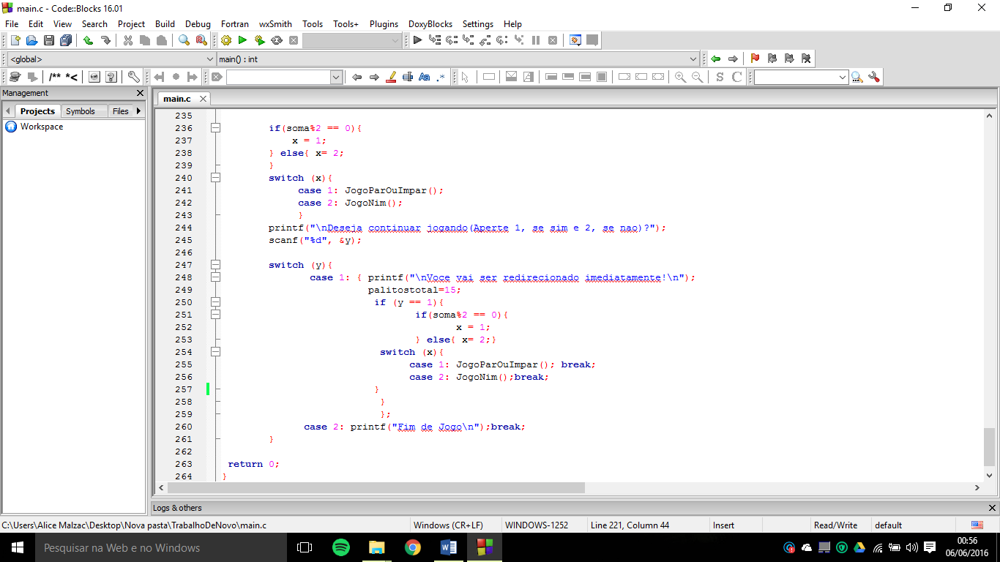 main.c - Code::Blocks 16.01
File Edit View Search Project Build Debug Fortran wxSmith Tools Tools+ Plugins DoxyBlocks Settings Help
<global> main() : int
/** *< Aa .* S C
Management
main.c
Projects Symbols Files
Workspace
235
236 if(soma%2 == 0){
237 x = 1;
238 } else{ x= 2;
239 }
240 switch (x){
241 case 1: JogoParOuImpar();
242 case 2: JogoNim();
243 }
244 printf("\nDeseja continuar jogando(Aperte 1, se sim e 2, se nao)?");
245 scanf("%d", &y);
246
247 switch (y){
248 case 1: { printf("\nVoce vai ser redirecionado imediatamente!\n");
249 palitostotal=15;
250 if (y == 1){
251 if(soma%2 == 0){
252 x = 1;
253 } else{ x= 2;}
254 switch (x){
255 case 1: JogoParOuImpar(); break;
256 case 2: JogoNim();break;
257 }
258 }
259 };
260 case 2: printf("Fim de Jogo\n");break;
261 }
262
263 return 0;
264 }
Logs & others
C:\Users\Alice Malzac\Desktop\Nova pasta\TrabalhoDeNovo\main.c Windows (CR+LF) WINDOWS-1252 Line 221, Column 44 Insert Read/Write default
Pesquisar na Web e no Windows
00:56
06/06/2016